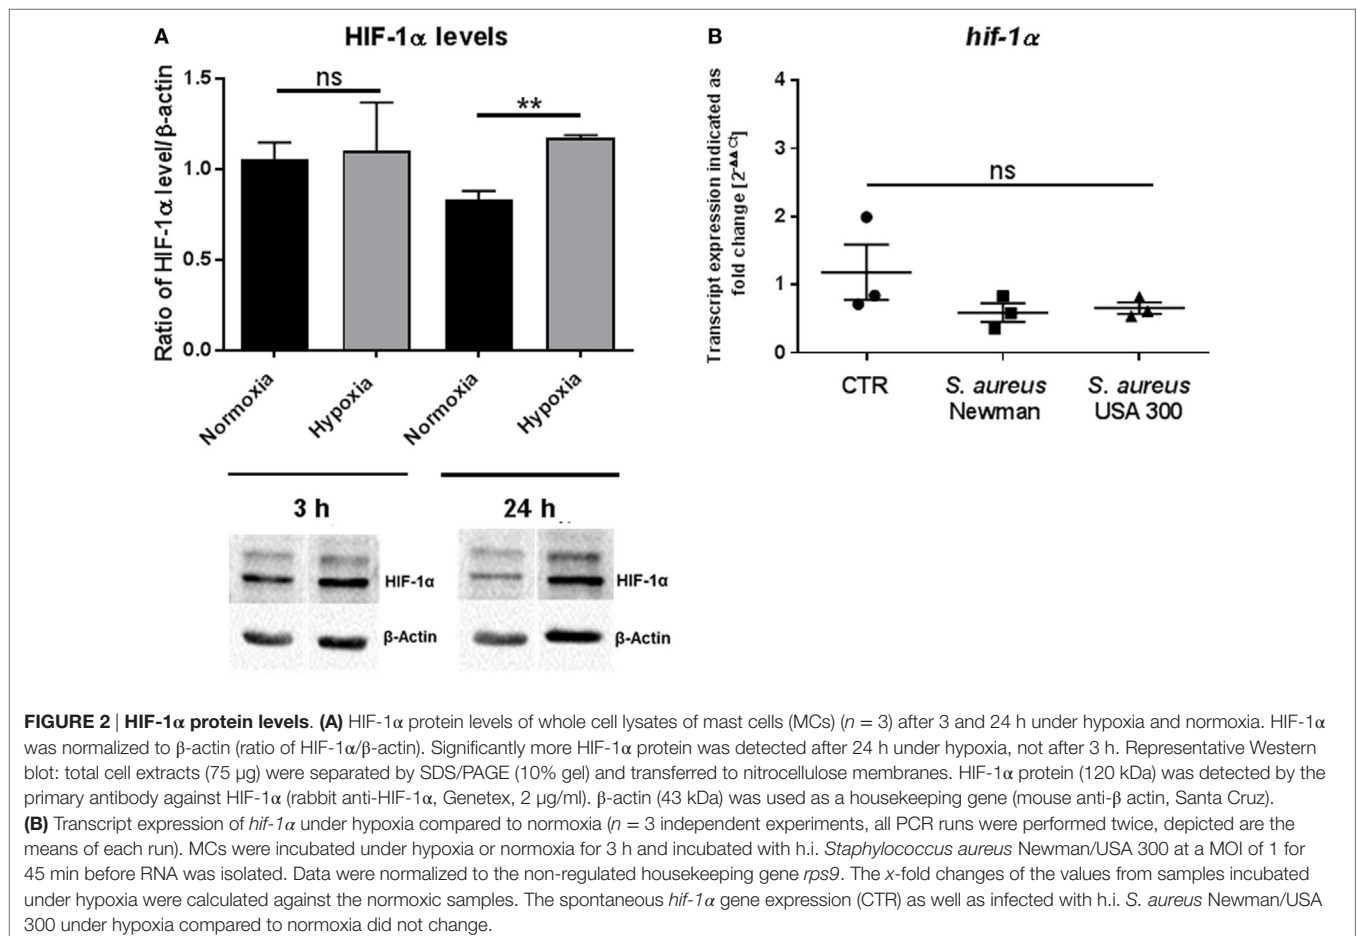 A
HIF-1α levels
Ratio of HIF-1α level/β-actin
1.5
1.0
0.5
0.0
ns
**
Normoxia
Hypoxia
Normoxia
Hypoxia
3 h
24 h
HIF-1α
β-Actin
HIF-1α
β-Actin
B
hif-1α
Transcript expression indicated as
fold change [2-ΔΔCt]
4
3
2
1
0
ns
CTR
S. aureus
Newman
S. aureus
USA 300
FIGURE 2 | HIF-1α protein levels. (A) HIF-1α protein levels of whole cell lysates of mast cells (MCs) (n = 3) after 3 and 24 h under hypoxia and normoxia. HIF-1α
was normalized to β-actin (ratio of HIF-1α/β-actin). Significantly more HIF-1α protein was detected after 24 h under hypoxia, not after 3 h. Representative Western
blot: total cell extracts (75 µg) were separated by SDS/PAGE (10% gel) and transferred to nitrocellulose membranes. HIF-1α protein (120 kDa) was detected by the
primary antibody against HIF-1α (rabbit anti-HIF-1α, Genetex, 2 µg/ml). β-actin (43 kDa) was used as a housekeeping gene (mouse anti-β actin, Santa Cruz).
(B) Transcript expression of hif-1α under hypoxia compared to normoxia (n = 3 independent experiments, all PCR runs were performed twice, depicted are the
means of each run). MCs were incubated under hypoxia or normoxia for 3 h and incubated with h.i. Staphylococcus aureus Newman/USA 300 at a MOI of 1 for
45 min before RNA was isolated. Data were normalized to the non-regulated housekeeping gene rps9. The x-fold changes of the values from samples incubated
under hypoxia were calculated against the normoxic samples. The spontaneous hif-1α gene expression (CTR) as well as infected with h.i. S. aureus Newman/USA
300 under hypoxia compared to normoxia did not change.